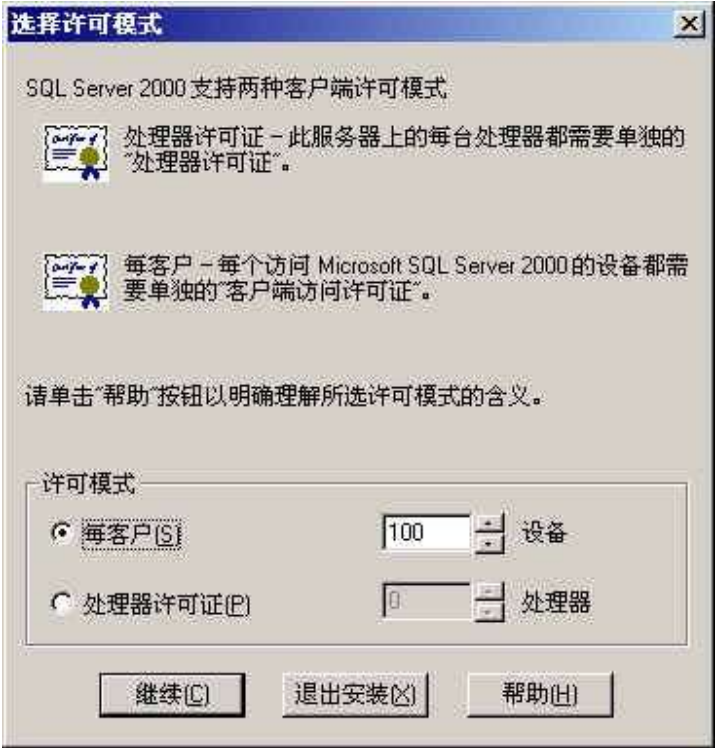 选择许可模式
SQL Server 2000 支持两种客户端许可模式
处理器许可证 - 此服务器上的每台处理器都需要单独的
"处理器许可证"。
每客户 - 每个访问 Microsoft SQL Server 2000 的设备都需
要单独的"客户端访问许可证"。
请单击"帮助"按钮以明确理解所选许可模式的含义。
许可模式
每客户(S) 100 设备
处理器许可证(P) 0 处理器
继续(C) 退出安装(X) 帮助(H)